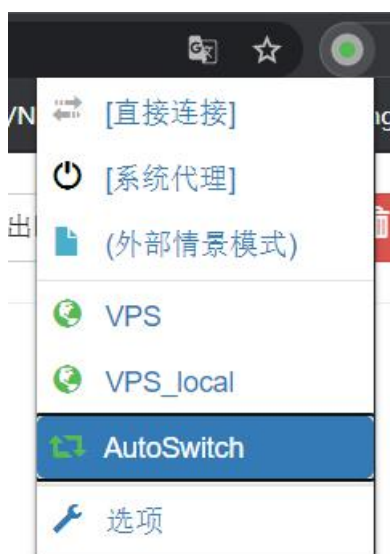 /N
[直接连接]
[系统代理]
出
(外部情景模式)
VPS
VPS_local
AutoSwitch
选项